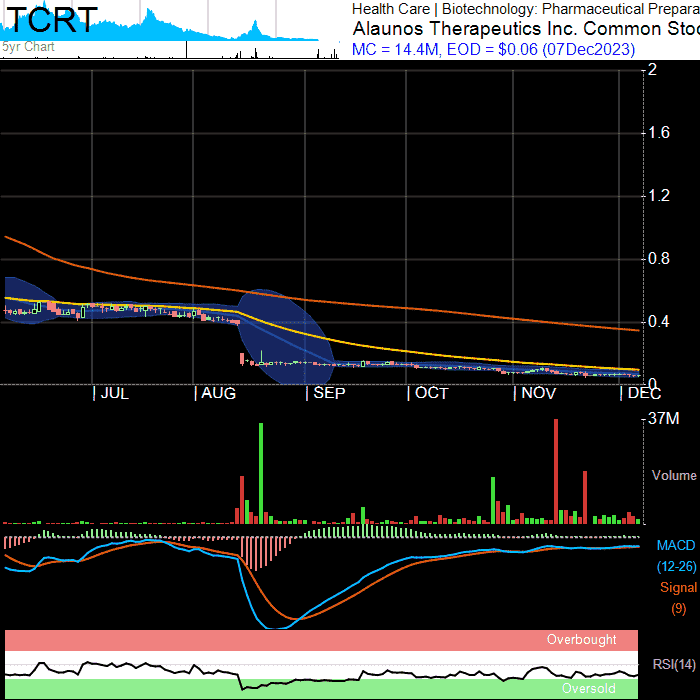 TCRT
5yr Chart
Health Care | Biotechnology: Pharmaceutical Prepara
Alaunos Therapeutics Inc. Common Stoc
MC = 14.4M, EOD = $0.06 (07Dec2023)
2
1.6
1.2
0.8
0.4
0
| JUL | AUG | SEP | OCT | NOV | DEC
37M
Volume
MACD
(12-26)
Signal
(9)
Overbought
RSI(14)
Oversold